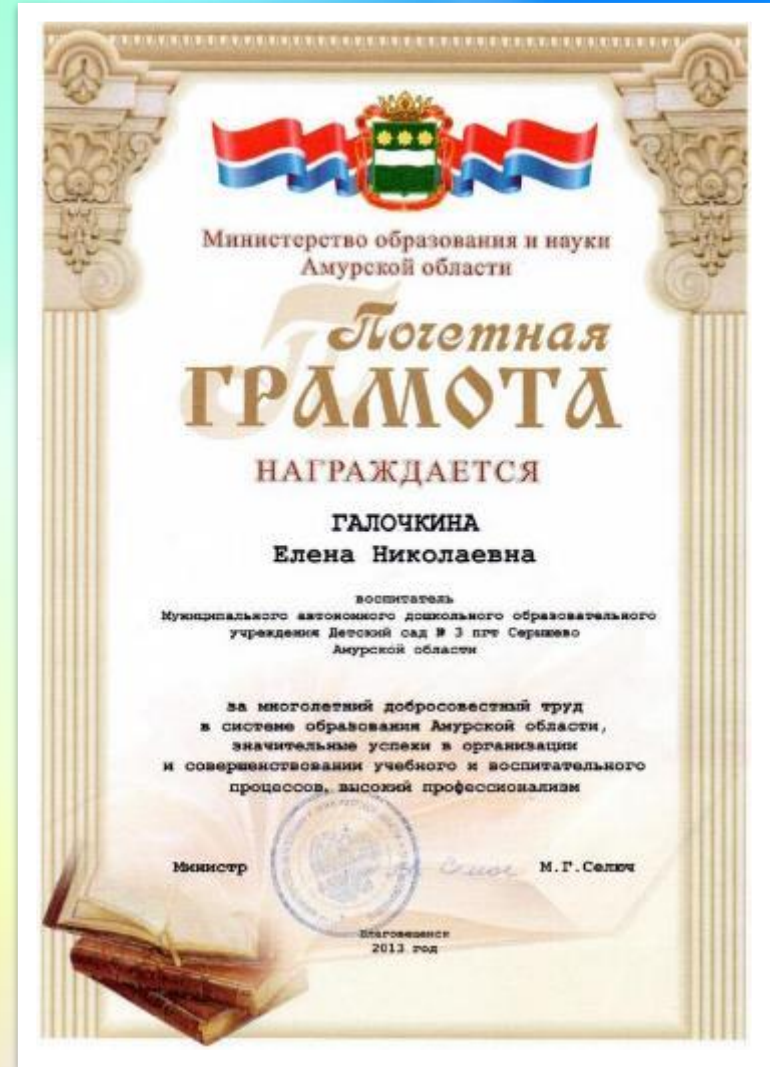 Министерство образования и науки
Амурской области
Почетная
ГРАМОТА
НАГРАЖДАЕТСЯ
ГАЛОЧКИНА
Елена Николаевна
воспитатель
Муниципального автономного дошкольного образовательного
учреждения Детский сад № 3 пгт Серышево
Амурской области
за многолетний добросовестный труд
в системе образования Амурской области,
значительные успехи в организации
и совершенствовании учебного и воспитательного
процессов, высокий профессионализм
Министр М.Г.Селюч
Благовещенск
2013 год